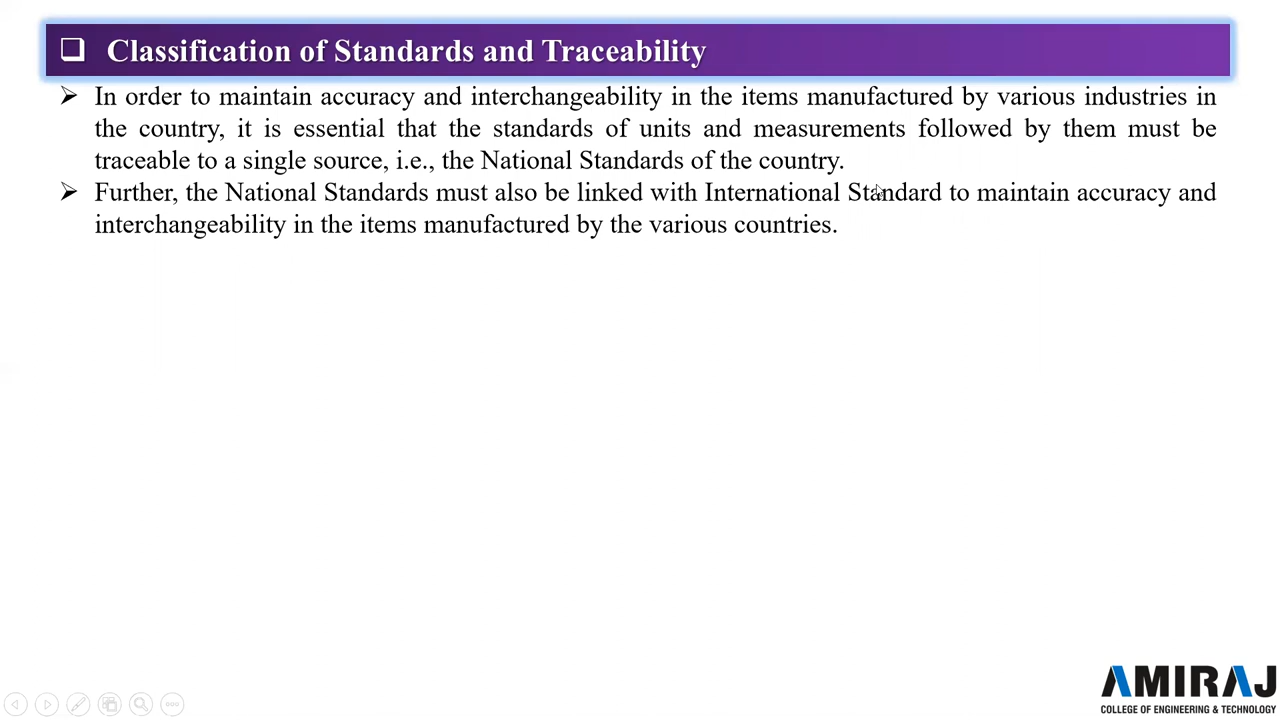 Classification of Standards and Traceability
In order to maintain accuracy and interchangeability in the items manufactured by various industries in
the country, it is essential that the standards of units and measurements followed by them must be
traceable to a single source, i.e., the National Standards of the country.
Further, the National Standards must also be linked with International Standard to maintain accuracy and
interchangeability in the items manufactured by the various countries.
AMIRAJ
COLLEGE OF ENGINEERING & TECHNOLOGY